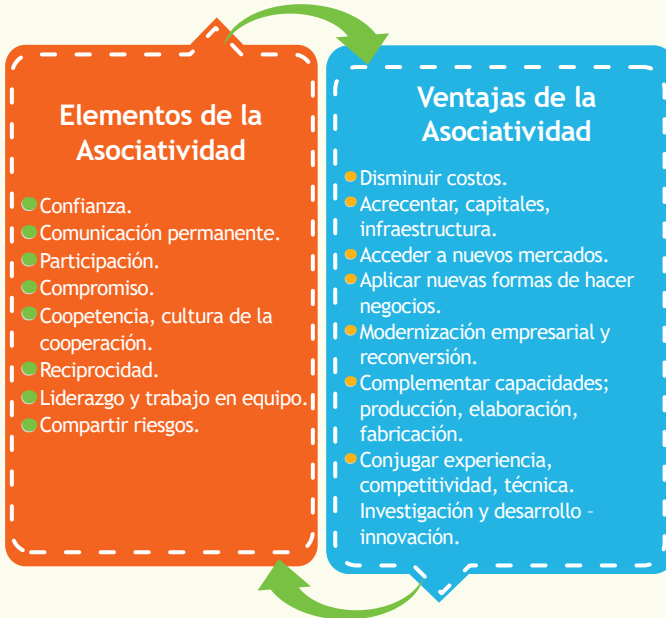 Elementos de la
Asociatividad
Confianza.
Comunicación permanente.
Participación.
Compromiso.
Coopetencia, cultura de la
cooperación.
Reciprocidad.
Liderazgo y trabajo en equipo.
Compartir riesgos.
Ventajas de la
Asociatividad
Disminuir costos.
Acrecentar, capitales,
infraestructura.
Acceder a nuevos mercados.
Aplicar nuevas formas de hacer
negocios.
Modernización empresarial y
reconversión.
Complementar capacidades;
producción, elaboración,
fabricación.
Conjugar experiencia,
competitividad, técnica.
Investigación y desarrollo -
innovación.